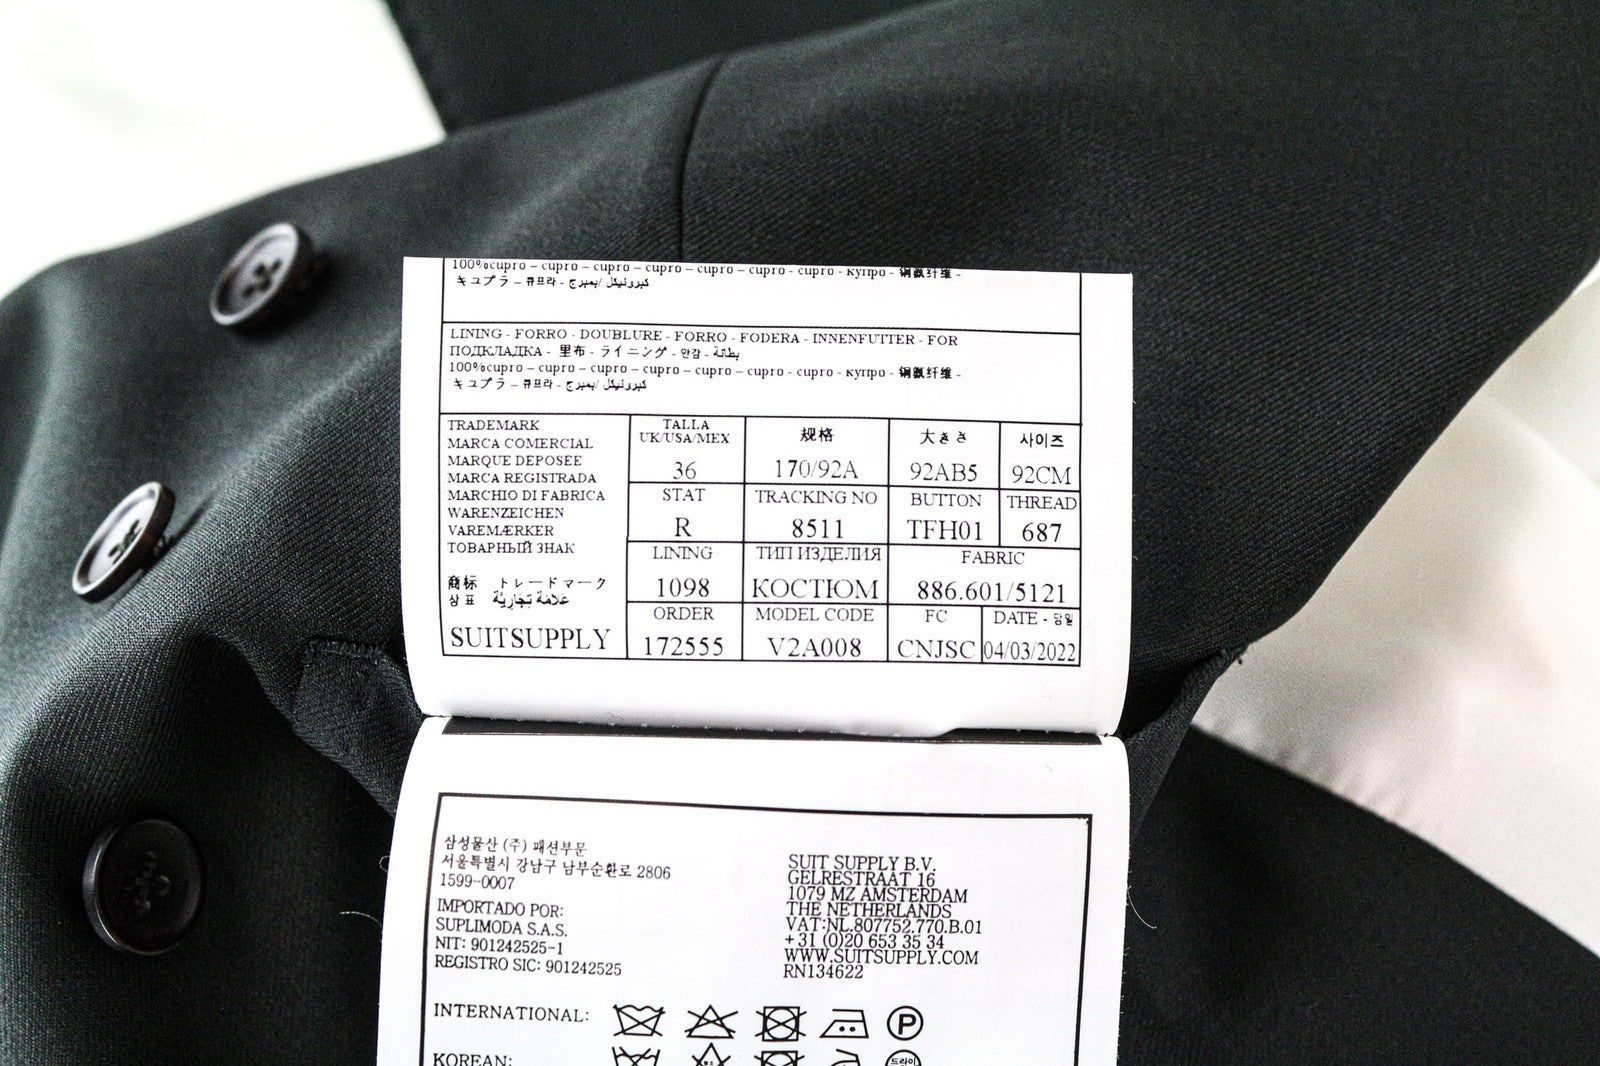 100%cupro – cupro – cupro – cupro – cupro – cupro - cupro - купро - 铜氨纤维 -
キュプラ – 큐프라 - كبرونيكل /بمبرج
LINING - FORRO - DOUBLURE - FORRO - FODERA - INNENFUTTER - FOR
ПОДКЛАДКА - 里布 - ライニング - 안감 - بطانة
100%cupro – cupro – cupro – cupro – cupro – cupro - cupro - купро - 铜氨纤维 -
キュプラ – 큐프라 - كبرونيكل /بمبرج
TRADEMARK
MARCA COMERCIAL
MARQUE DEPOSÉE
MARCA REGISTRADA
MARCHIO DI FABRICA
WARENZEICHEN
VAREMÆRKER
ТОВАРНЫЙ ЗНАК
商标 トレードマーク
상표 علامة تجارية
SUITSUPPLY
TALLA
UK/USA/MEX
36
规格
170/92A
大きさ
92AB5
사이즈
92CM
STAT
R
TRACKING NO
8511
BUTTON
TFH01
THREAD
687
LINING
1098
ТИП ИЗДЕЛИЯ
КОСТЮМ
FABRIC
886.601/5121
ORDER
172555
MODEL CODE
V2A008
FC
CNJSC
DATE - 당일
04/03/2022
삼성물산 (주) 패션부문
서울특별시 강남구 남부순환로 2806
1599-0007
IMPORTADO POR:
SUPLIMODA S.A.S.
NIT: 901242525-1
REGISTRO SIC: 901242525
SUIT SUPPLY B.V.
GELRESTRAAT 16
1079 MZ AMSTERDAM
THE NETHERLANDS
VAT:NL.807752.770.B.01
+31 (0)20 653 35 34
WWW.SUITSUPPLY.COM
RN134622
INTERNATIONAL:
P
KOREAN:
드라이